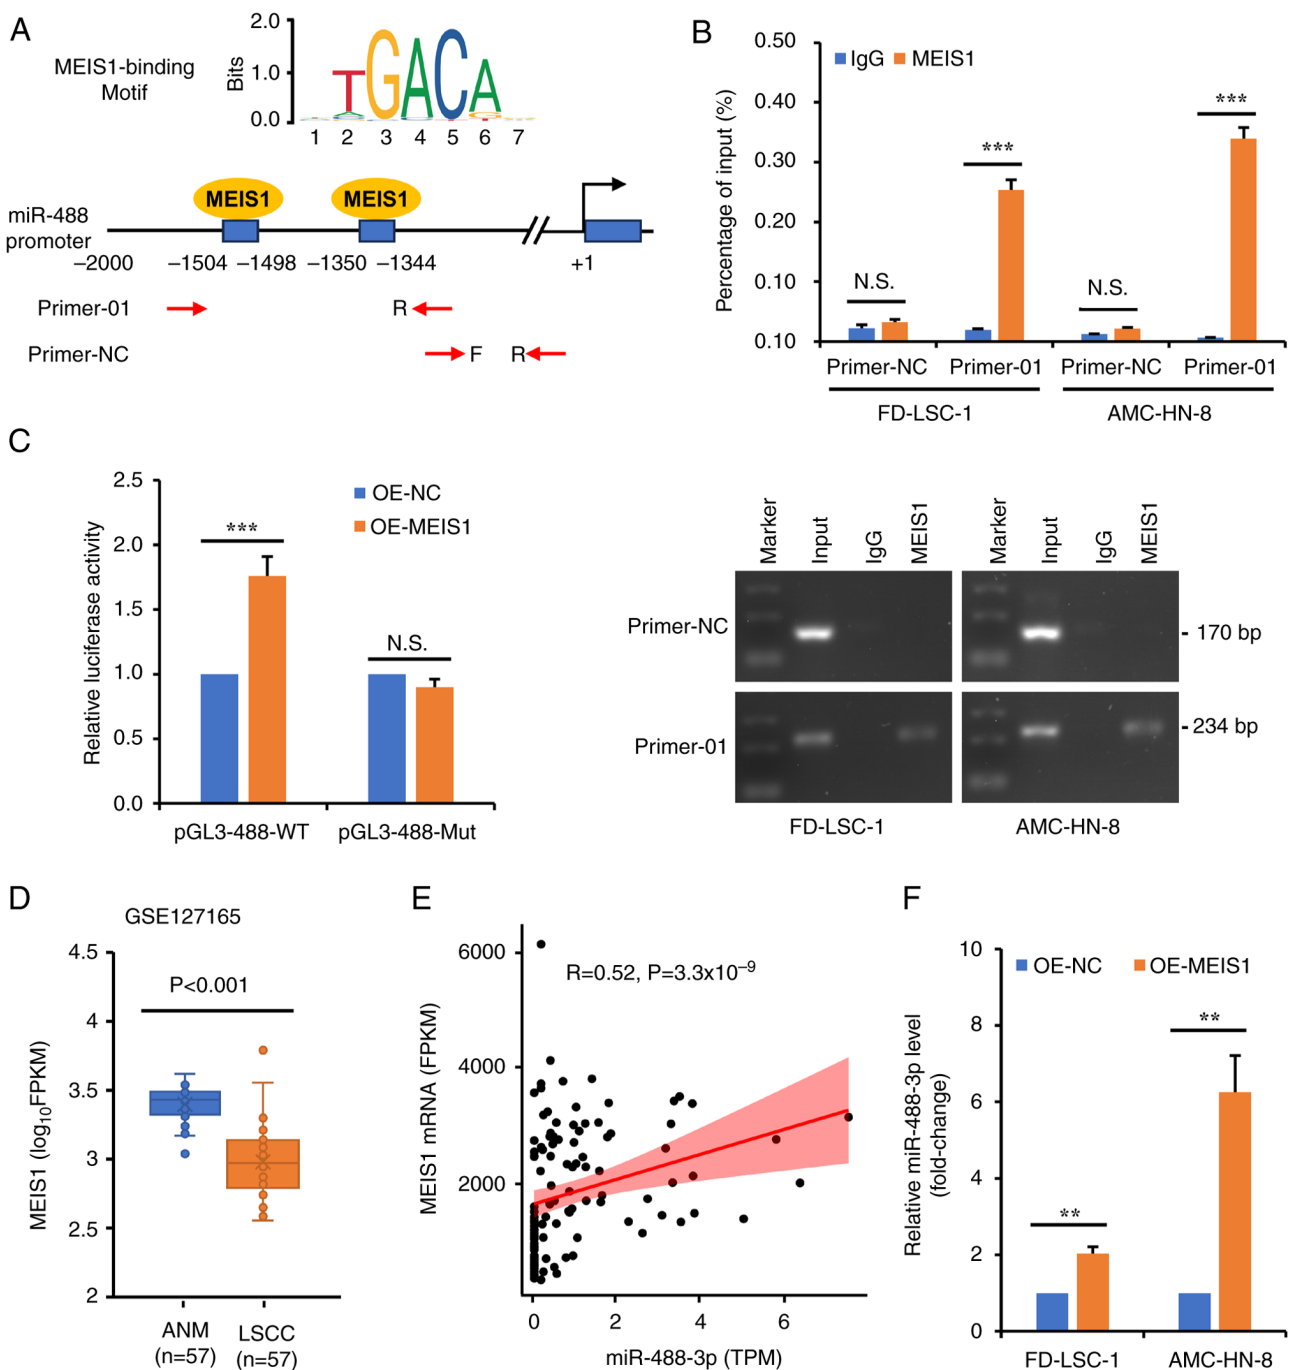 A
MEIS1-binding
Motif
Bits
2.0
1.0
0.0
TGACA
1 2 3 4 5 6 7
MEIS1 MEIS1
miR-488
promoter
–2000 –1504 –1498 –1350 –1344 +1
Primer-01 R
Primer-NC F R
B
Percentage of input (%)
0.50
0.40
0.30
0.20
0.10
0.10
IgG MEIS1
N.S. *** N.S. ***
Primer-NC Primer-01 Primer-NC Primer-01
FD-LSC-1 AMC-HN-8
Marker Input IgG MEIS1 Marker Input IgG MEIS1
Primer-NC - 170 bp
Primer-01 - 234 bp
FD-LSC-1 AMC-HN-8
C
Relative luciferase activity
2.5
2.0
1.5
1.0
0.5
0.0
OE-NC
OE-MEIS1
*** N.S.
pGL3-488-WT pGL3-488-Mut
D
GSE127165
MEIS1 (log10FPKM)
4.5
4
3.5
3
2.5
2
P<0.001
ANM LSCC
(n=57) (n=57)
E
MEIS1 mRNA (FPKM)
6000
4000
2000
R=0.52, P=3.3x10–9
0 2 4 6
miR-488-3p (TPM)
F
Relative miR-488-3p level
(fold-change)
10
8
6
4
2
0
OE-NC OE-MEIS1
** **
FD-LSC-1 AMC-HN-8